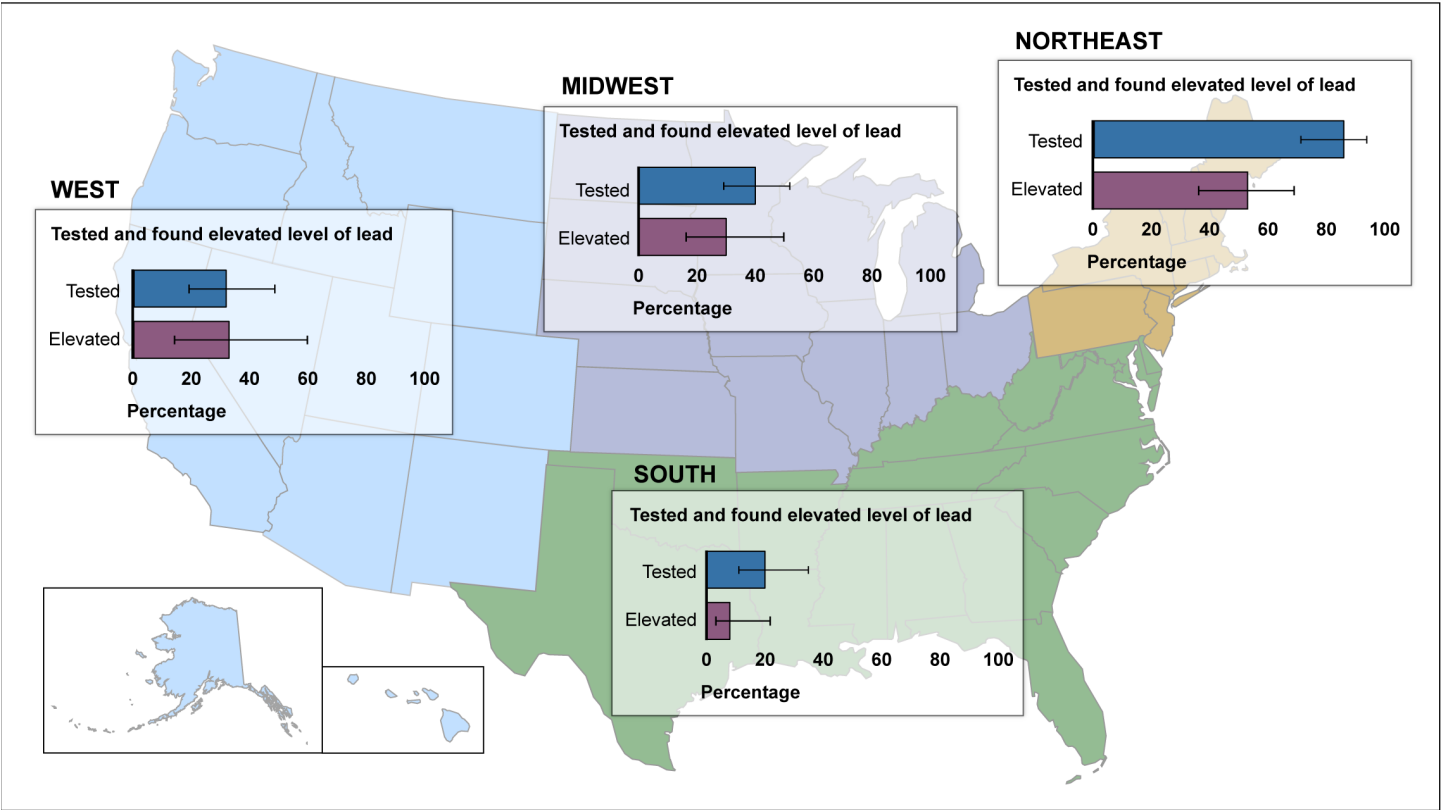 NORTHEAST
Tested and found elevated level of lead
Tested
Elevated
0 20 40 60 80 100
Percentage
MIDWEST
Tested and found elevated level of lead
Tested
Elevated
0 20 40 60 80 100
Percentage
WEST
Tested and found elevated level of lead
Tested
Elevated
0 20 40 60 80 100
Percentage
SOUTH
Tested and found elevated level of lead
Tested
Elevated
0 20 40 60 80 100
Percentage